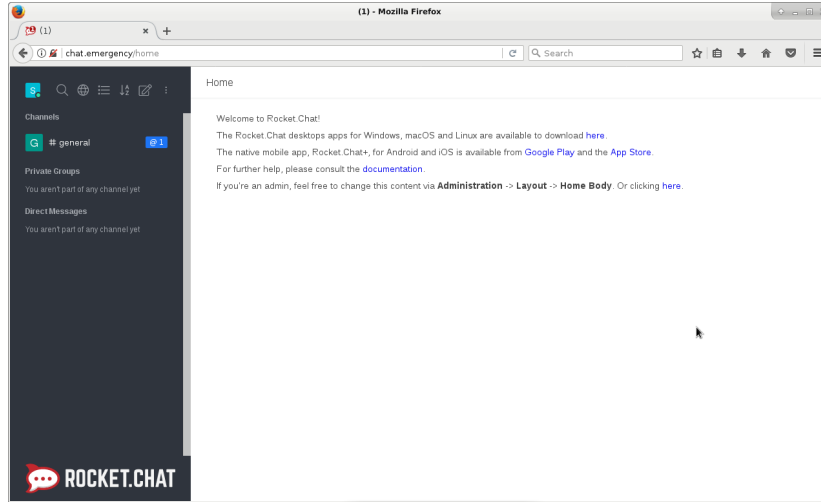 (1) - Mozilla Firefox
(1)
chat.emergency/home
Search
S
Home
Channels
G # general @ 1
Private Groups
You aren't part of any channel yet
Direct Messages
You aren't part of any channel yet
ROCKET.CHAT
Welcome to Rocket.Chat!
The Rocket.Chat desktops apps for Windows, macOS and Linux are available to download here.
The native mobile app, Rocket.Chat+, for Android and iOS is available from Google Play and the App Store.
For further help, please consult the documentation.
If you're an admin, feel free to change this content via Administration -> Layout -> Home Body. Or clicking here.